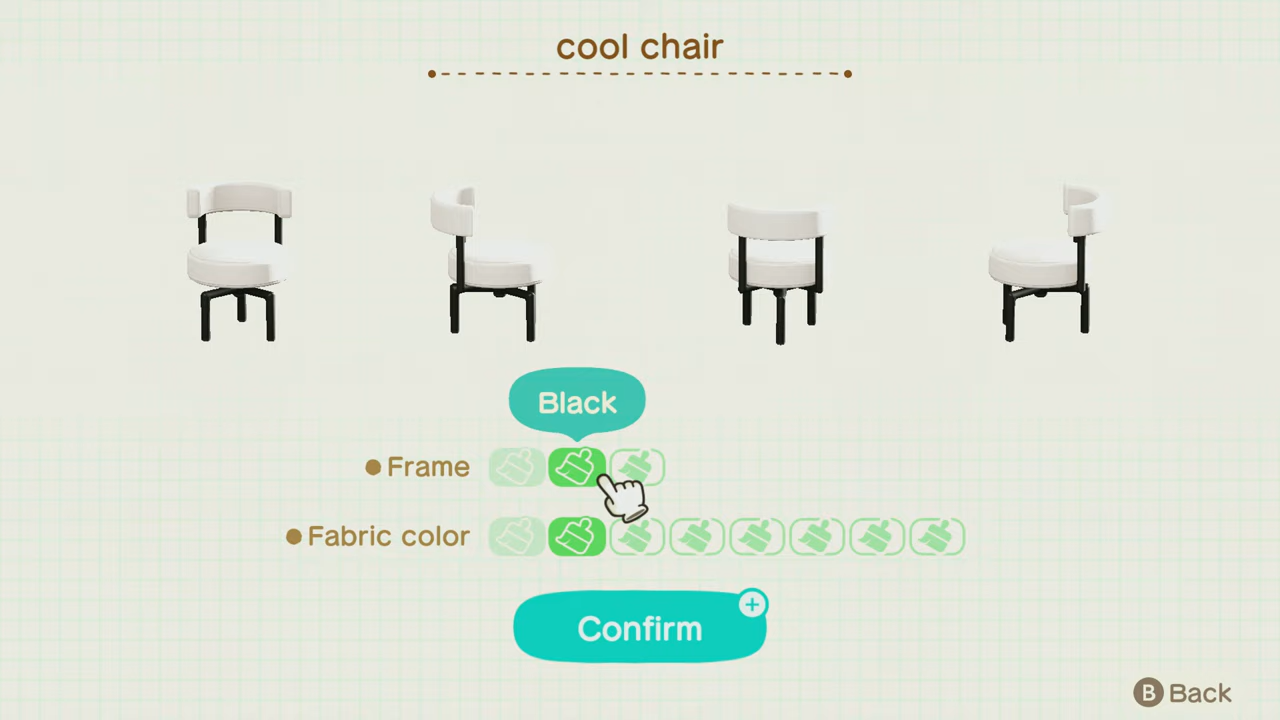 cool chair
Black
Frame
Fabric color
Confirm
B Back